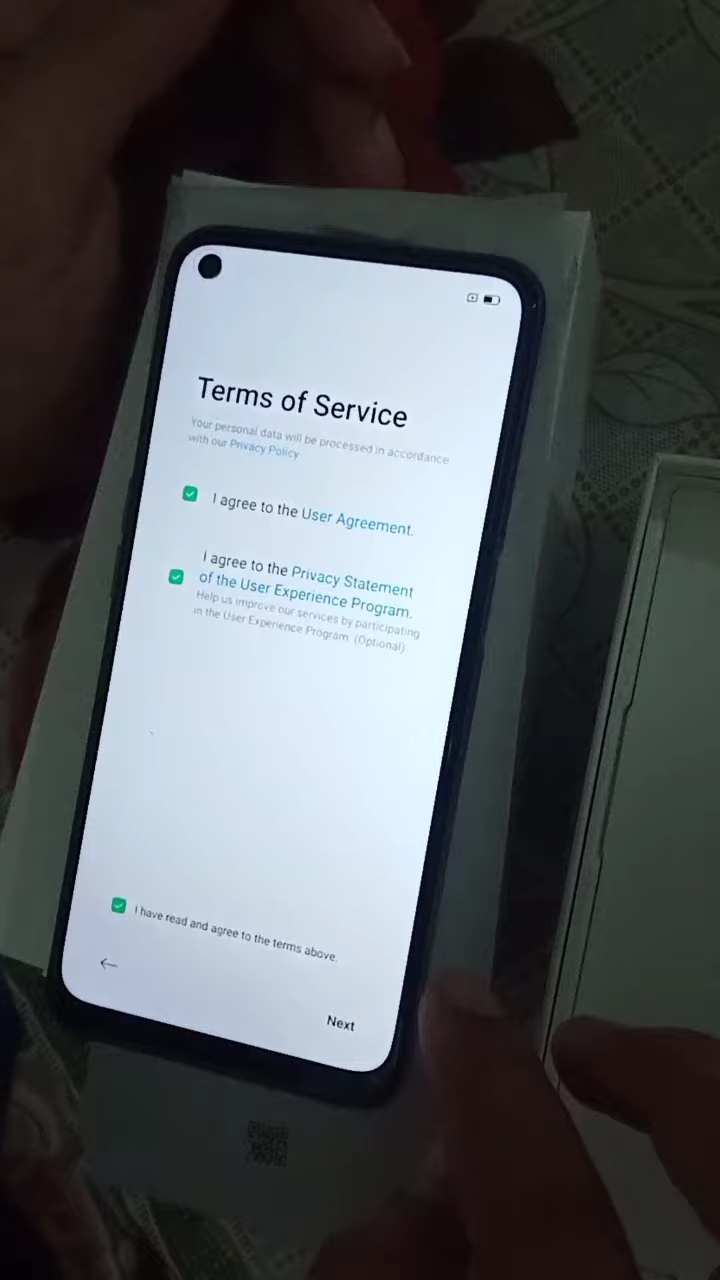 Terms of Service
Your personal data will be processed in accordance
with our Privacy Policy
I agree to the User Agreement.
I agree to the Privacy Statement
of the User Experience Program.
Help us improve our services by participating
in the User Experience Program. (Optional)
I have read and agree to the terms above.
Next